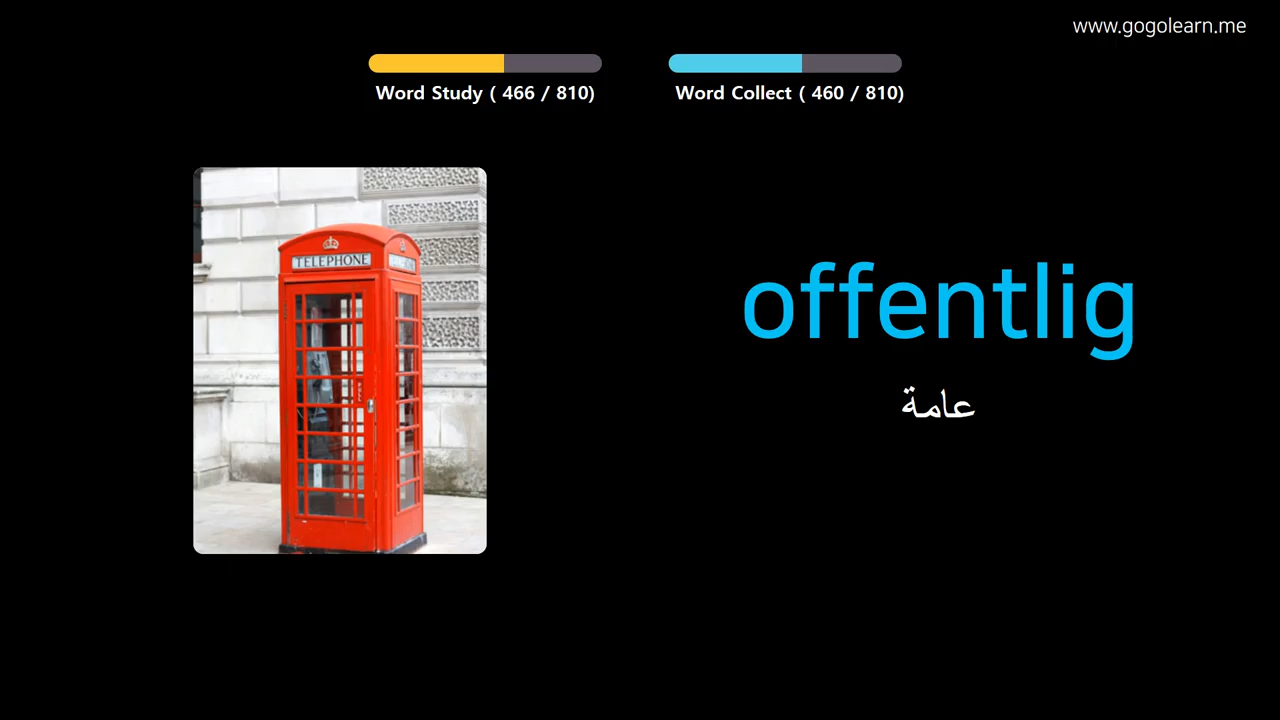 www.gogolearn.me
Word Study ( 466 / 810)
Word Collect ( 460 / 810)
TELEPHONE
offentlig
عامة